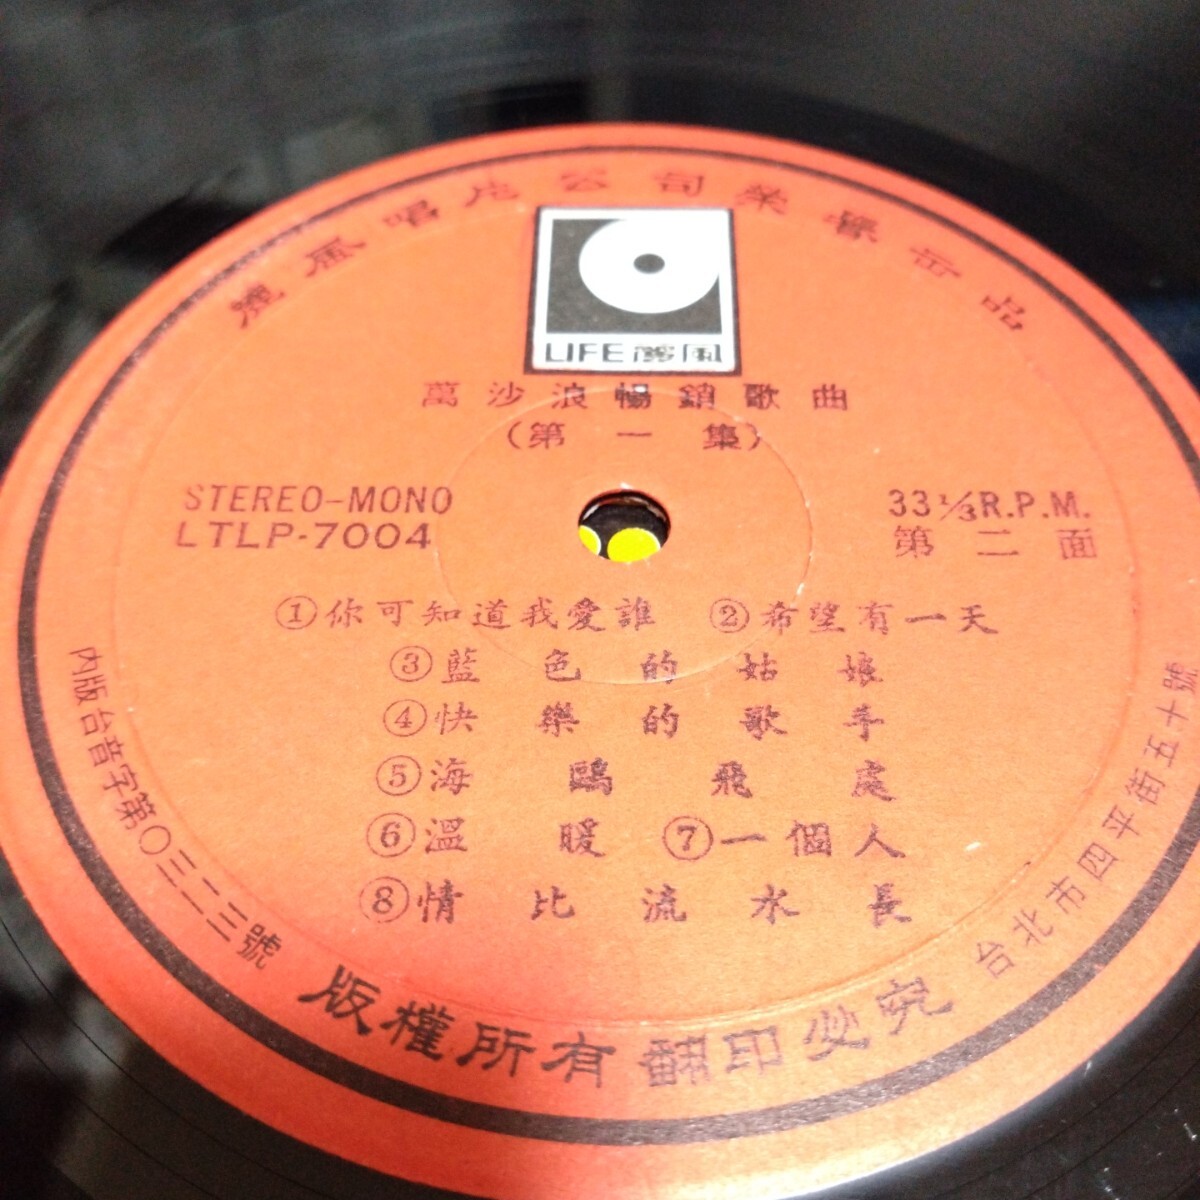 麗風唱片公司榮譽出品
LIFE 麗風
萬沙浪暢銷歌曲
(第一集)
STEREO-MONO
LTLP-7004
33 1/3 R.P.M.
第二面
①你可知道我愛誰 ②希望有一天
③藍色的姑娘
④快樂的歌手
⑤海鷗飛處
⑥溫暖 ⑦一個人
⑧情比流水長
內版台音字第〇三二三號
版權所有翻印必究
台北市四平街五十號